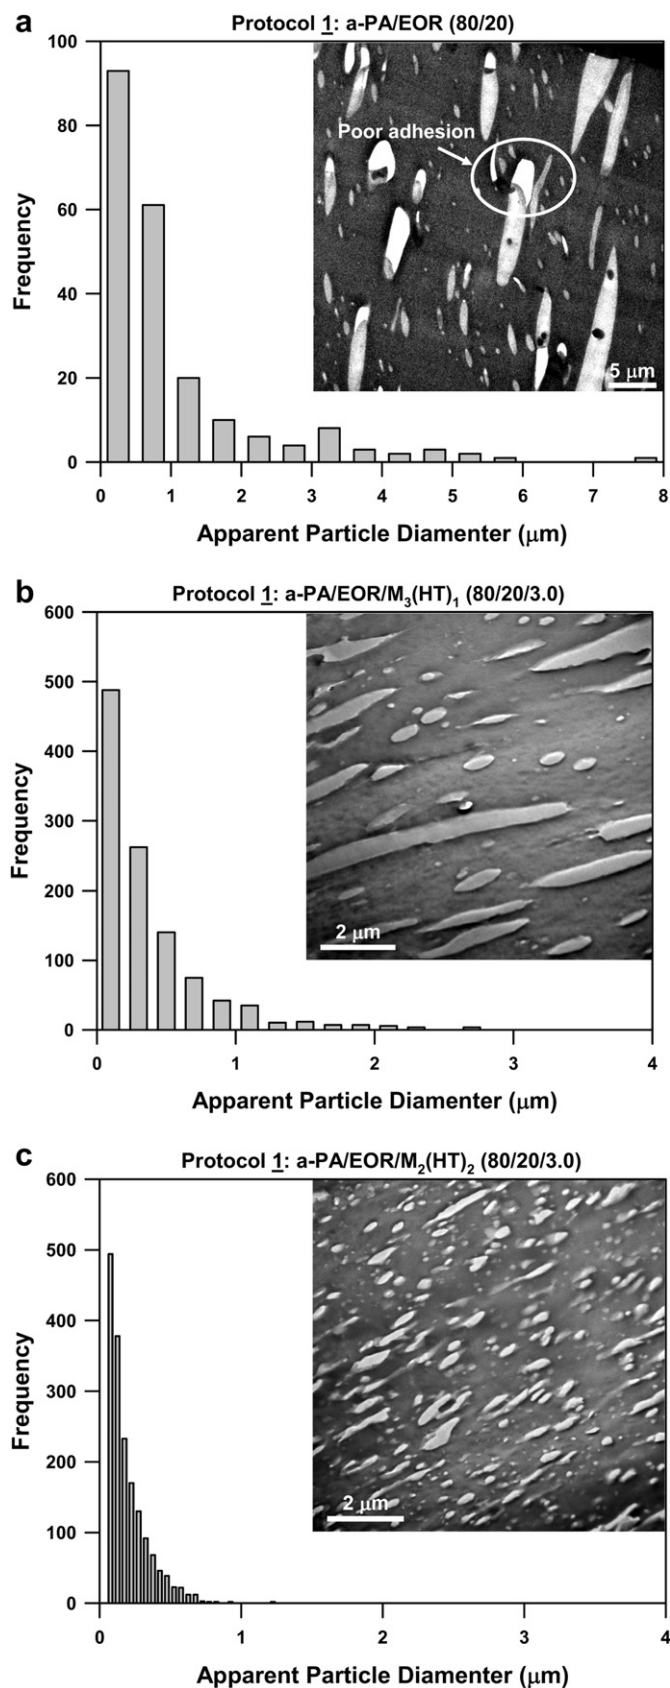 a
Protocol 1: a-PA/EOR (80/20)
100
80
60
40
20
0
Frequency
Poor adhesion
5 μm
0 1 2 3 4 5 6 7 8
Apparent Particle Diamenter (μm)
b
Protocol 1: a-PA/EOR/M₃(HT)₁ (80/20/3.0)
600
500
400
300
200
100
0
Frequency
2 μm
0 1 2 3 4
Apparent Particle Diamenter (μm)
c
Protocol 1: a-PA/EOR/M₂(HT)₂ (80/20/3.0)
600
500
400
300
200
100
0
Frequency
2 μm
0 1 2 3 4
Apparent Particle Diamenter (μm)